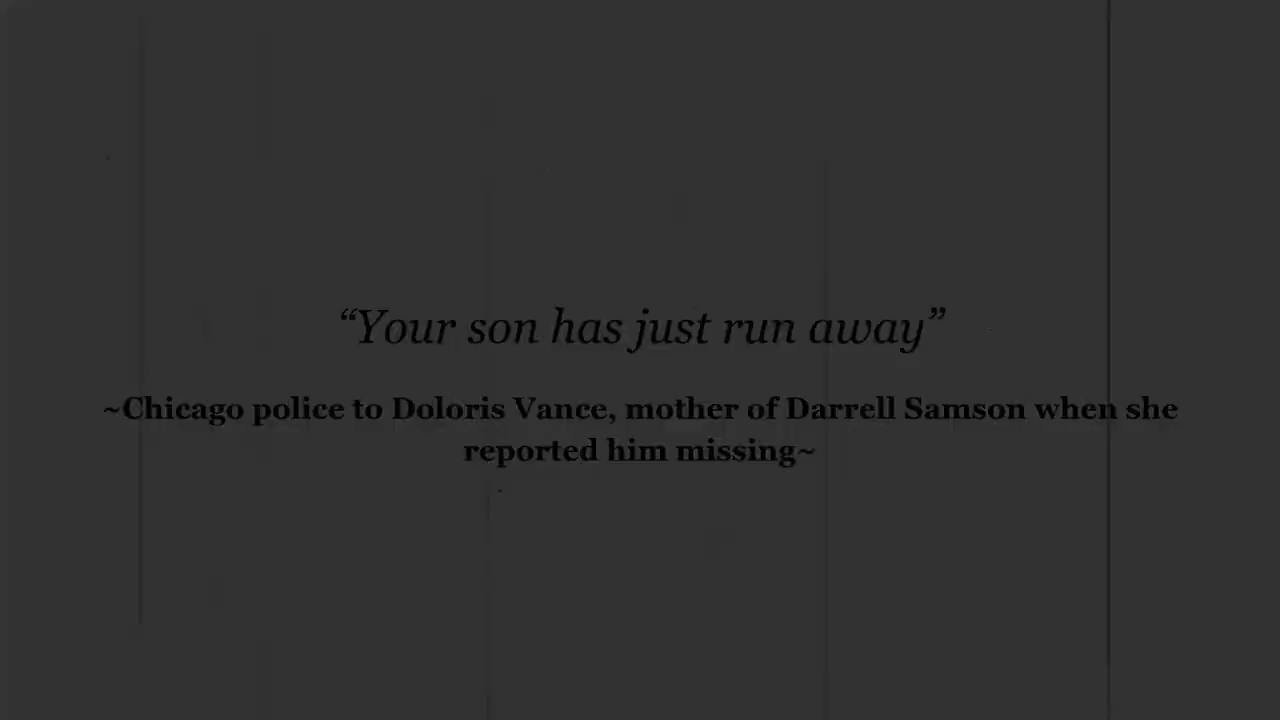 “Your son has just run away”
~Chicago police to Doloris Vance, mother of Darrell Samson when she
reported him missing~